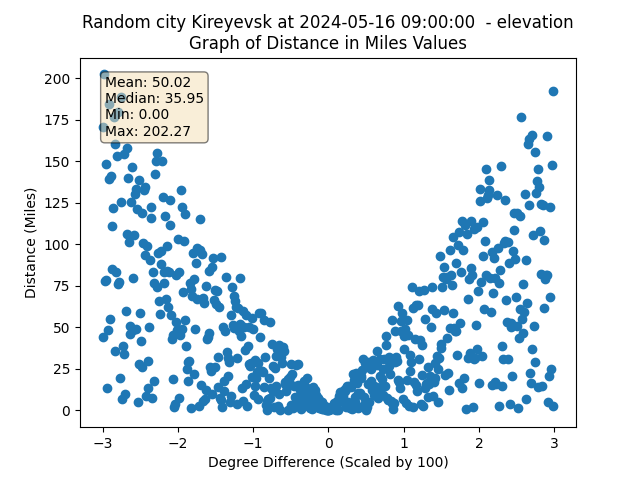 Random city Kireyevsk at 2024-05-16 09:00:00  - elevation
Graph of Distance in Miles Values
Mean: 50.02
Median: 35.95
Min: 0.00
Max: 202.27
Distance (Miles)
200
175
150
125
100
75
50
25
0
−3 −2 −1 0 1 2 3
Degree Difference (Scaled by 100)